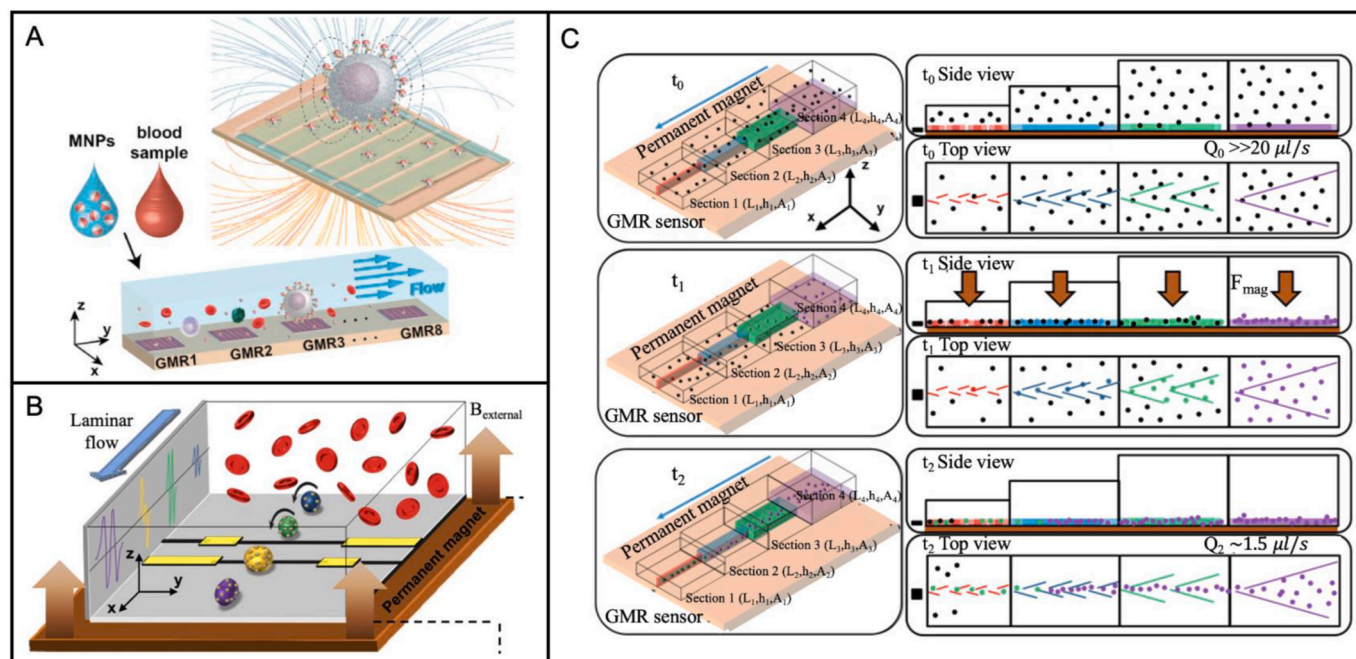 A
MNPs
blood
sample
Flow
GMR1
GMR2
GMR3
GMR8
z
y
x
B
Laminar
flow
B_external
Permanent magnet
z
y
x
C
t₀
Permanent magnet
Section 4 (L₄,h₄,A₄)
Section 3 (L₃,h₃,A₃)
Section 2 (L₂,h₂,A₂)
Section 1 (L₁,h₁,A₁)
GMR sensor
z
x
y
t₀ Side view
t₀ Top view
Q₀ >>20 μl/s
t₁
Permanent magnet
Section 4 (L₄,h₄,A₄)
Section 3 (L₃,h₃,A₃)
Section 2 (L₂,h₂,A₂)
Section 1 (L₁,h₁,A₁)
GMR sensor
t₁ Side view
F_mag
t₁ Top view
t₂
Permanent magnet
Section 4 (L₄,h₄,A₄)
Section 3 (L₃,h₃,A₃)
Section 2 (L₂,h₂,A₂)
Section 1 (L₁,h₁,A₁)
GMR sensor
t₂ Side view
t₂ Top view
Q₂ ~1.5 μl/s